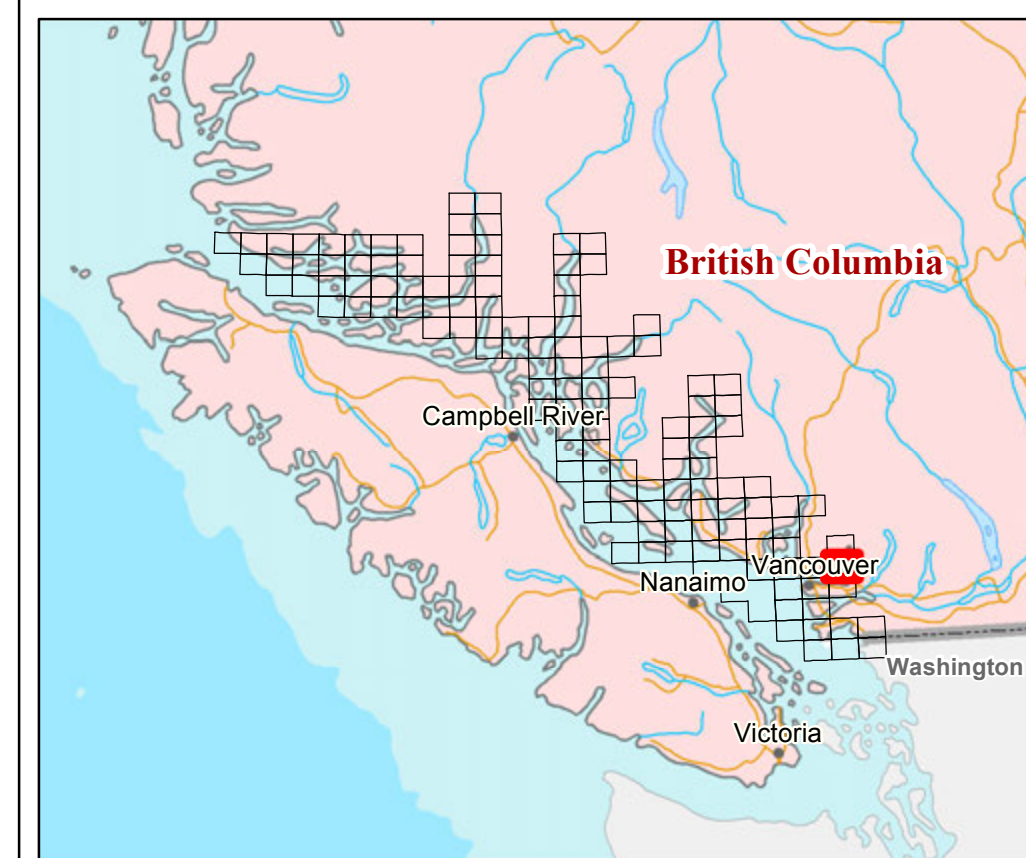 British Columbia
Campbell River
Vancouver
Nanaimo
Washington
Victoria